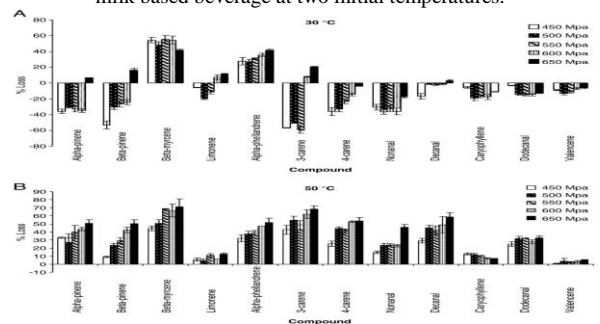 milk based beverage at two initial temperatures.
A
30 °C
80
60
40
20
0
-20
-40
-60
-80
% Loss
450 Mpa
500 Mpa
550 Mpa
600 Mpa
650 Mpa
Alpha-pinene
Beta-pinene
Beta-myrcene
Limonene
Alpha-phellandrene
3-carene
4-carene
Nonanal
Decanal
Caryophyllene
Dodecanal
Valencene
Compound
B
50 °C
90
80
70
60
50
40
30
20
10
0
-10
% Loss
450 Mpa
500 Mpa
550 Mpa
600 Mpa
650 Mpa
Alpha-pinene
Beta-pinene
Beta-myrcene
Limonene
Alpha-phellandrene
3-carene
4-carene
Nonanal
Decanal
Caryophyllene
Dodecanal
Valencene
Compound